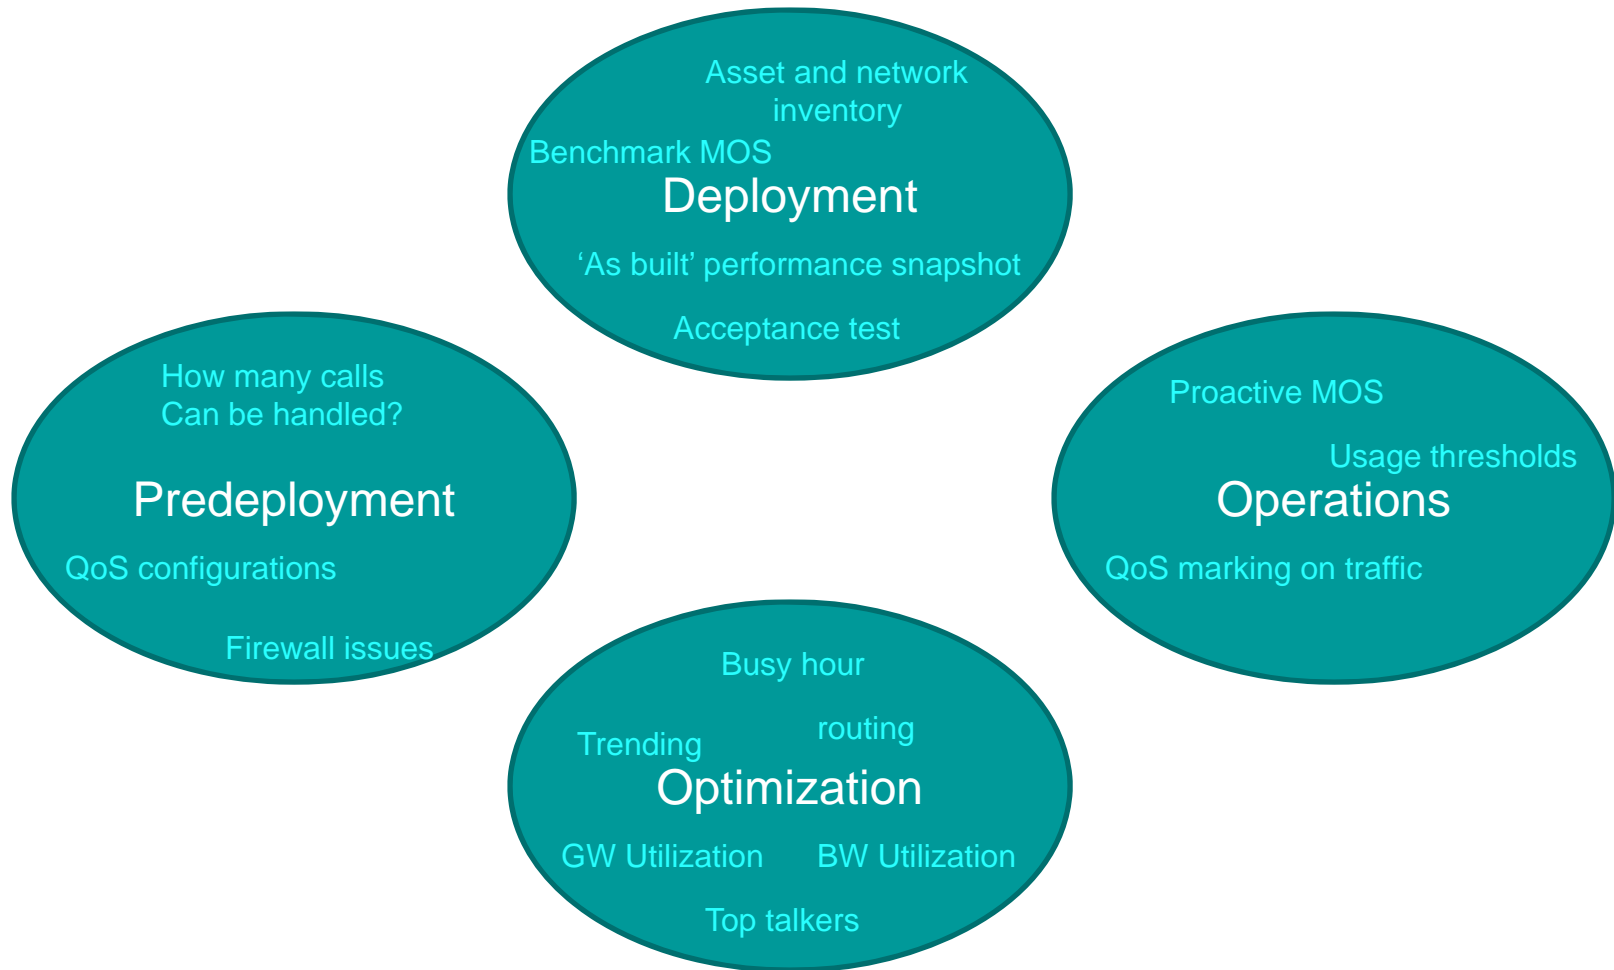 Asset and network
inventory
Benchmark MOS
Deployment
‘As built’ performance snapshot
Acceptance test
How many calls
Can be handled?
Predeployment
QoS configurations
Firewall issues
Proactive MOS
Usage thresholds
Operations
QoS marking on traffic
Busy hour
routing
Trending
Optimization
GW Utilization
BW Utilization
Top talkers